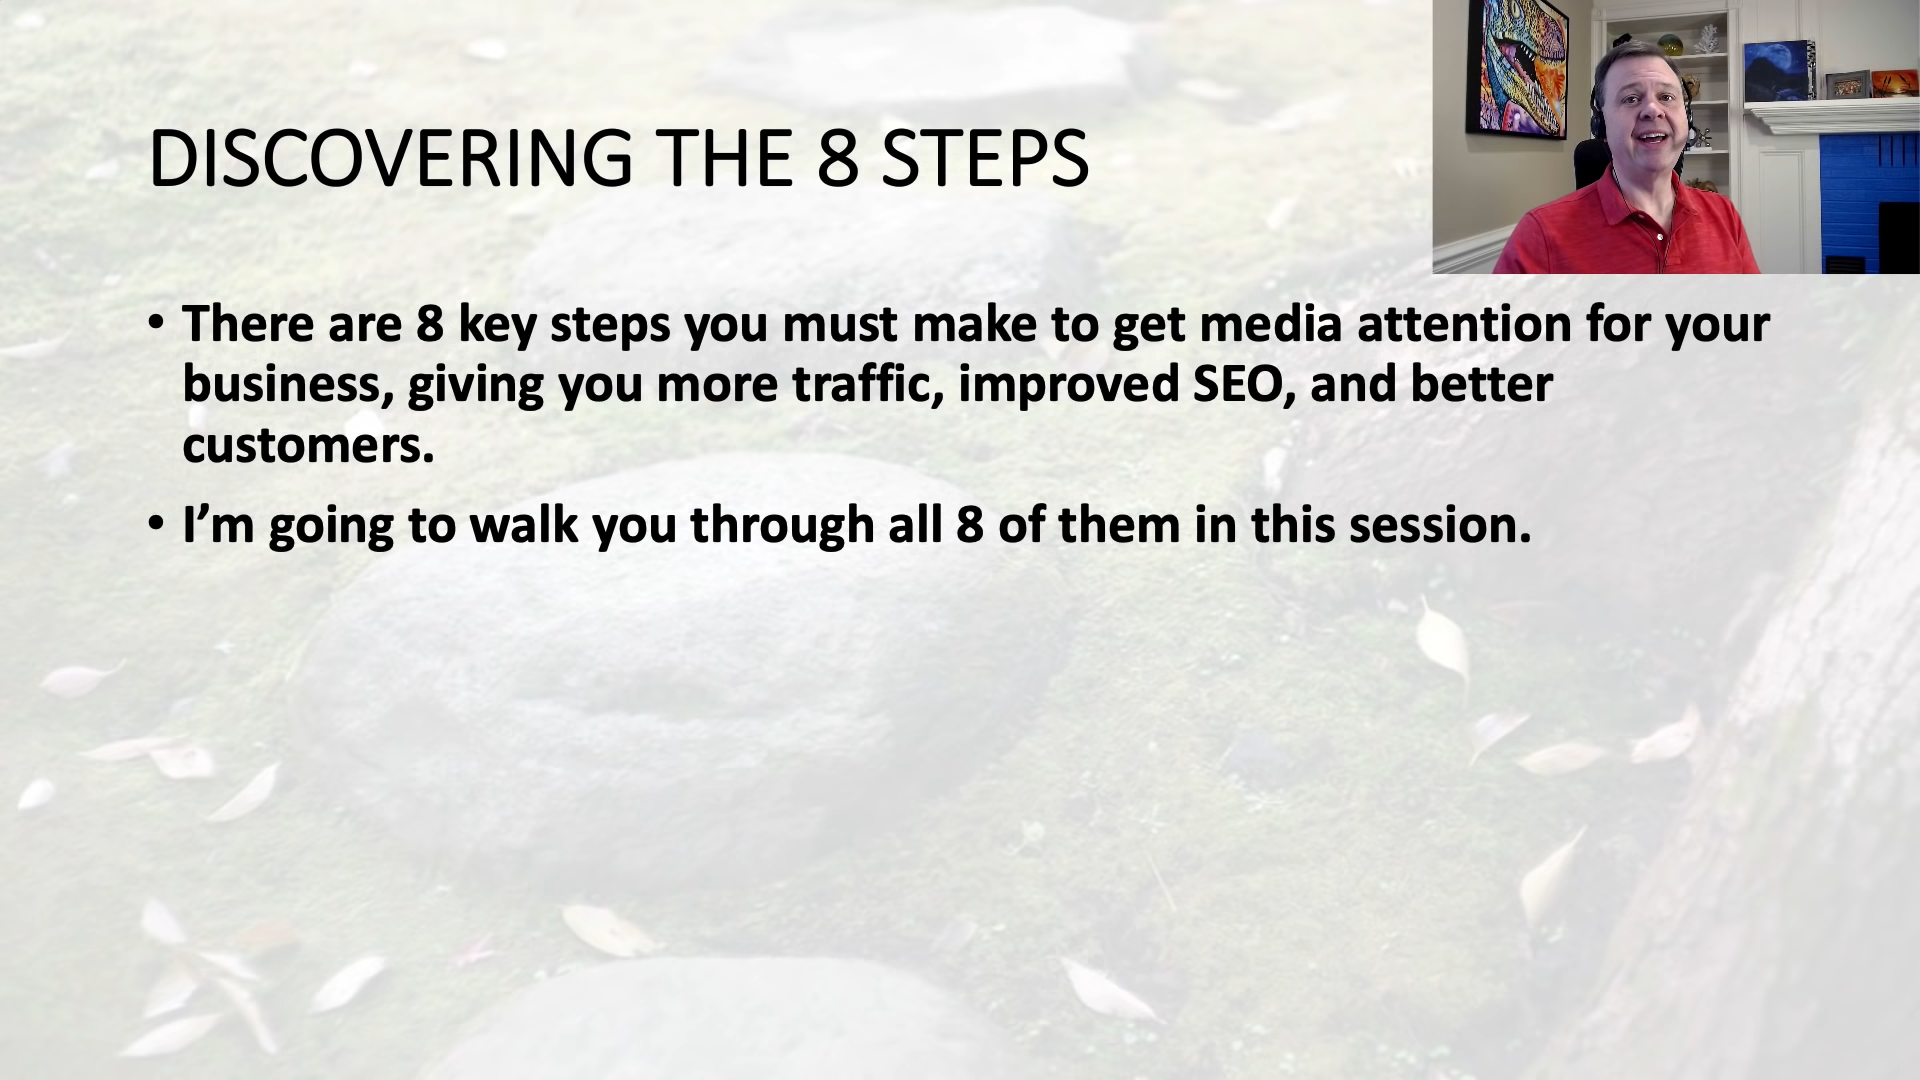 DISCOVERING THE 8 STEPS
• There are 8 key steps you must make to get media attention for your
business, giving you more traffic, improved SEO, and better
customers.
• I’m going to walk you through all 8 of them in this session.